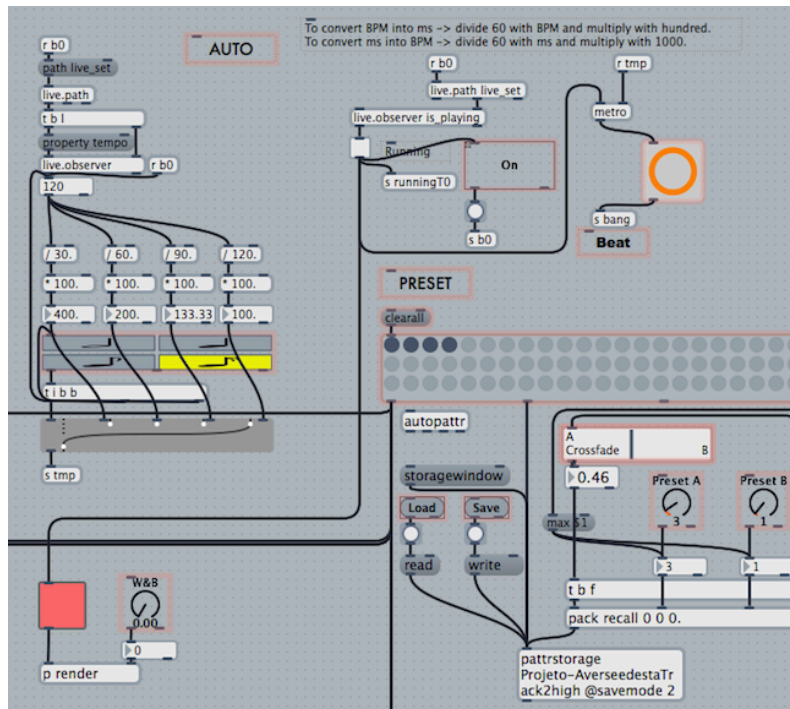 To convert BPM into ms -> divide 60 with BPM and multiply with hundred.
To convert ms into BPM -> divide 60 with ms and multiply with 1000.
r b0
AUTO
path live_set
live.path
t b l
property tempo
live.observer
r b0
120
/ 30.
/ 60.
/ 90.
/ 120.
* 100.
* 100.
* 100.
* 100.
400.
200.
133.33
100.
t i b b
s tmp
r b0
live.path live_set
live.observer is_playing
Running
s runningT0
On
s b0
r tmp
metro
s bang
Beat
PRESET
clearall
autopattr
storagewindow
Load
Save
read
write
A
Crossfade
B
0.46
Preset A
3
Preset B
1
max $1
3
1
t b f
pack recall 0 0 0.
pattrstorage
Projeto-AverseedestaTr
ack2high @savemode 2
W&B
0.00
0
p render